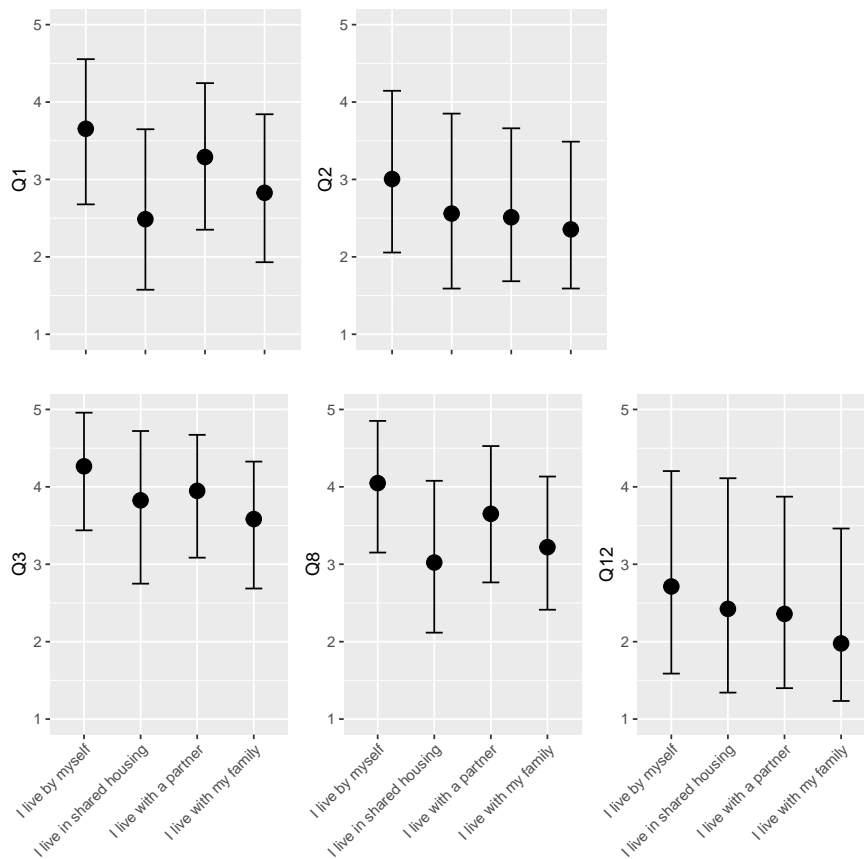 Q1
5
4
3
2
1
Q2
5
4
3
2
1
Q3
5
4
3
2
1
I live by myself
I live in shared housing
I live with a partner
I live with my family
Q8
5
4
3
2
1
I live by myself
I live in shared housing
I live with a partner
I live with my family
Q12
5
4
3
2
1
I live by myself
I live in shared housing
I live with a partner
I live with my family